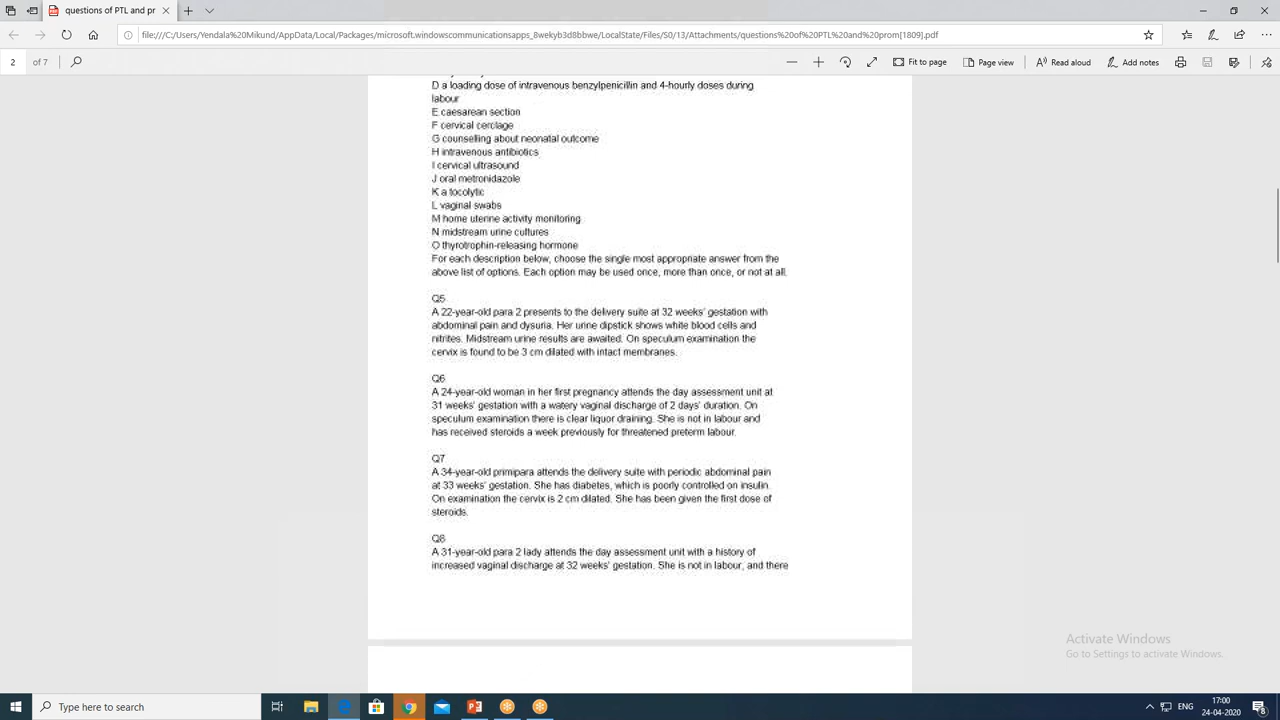 questions of PTL and pr
file:///C:/Users/Yendala%20Mikund/AppData/Local/Packages/microsoft.windowscommunicationsapps_8wekyb3d8bbwe/LocalState/Files/S0/13/Attachments/questions%20of%20PTL%20and%20prom[1809].pdf
2 of 7 Fit to page Page view Read aloud Add notes
D a loading dose of intravenous benzylpenicillin and 4-hourly doses during
labour
E caesarean section
F cervical cerclage
G counselling about neonatal outcome
H intravenous antibiotics
I cervical ultrasound
J oral metronidazole
K a tocolytic
L vaginal swabs
M home uterine activity monitoring
N midstream urine cultures
O thyrotrophin-releasing hormone
For each description below, choose the single most appropriate answer from the
above list of options. Each option may be used once, more than once, or not at all.
Q5
A 22-year-old para 2 presents to the delivery suite at 32 weeks' gestation with
abdominal pain and dysuria. Her urine dipstick shows white blood cells and
nitrites. Midstream urine results are awaited. On speculum examination the
cervix is found to be 3 cm dilated with intact membranes.
Q6
A 24-year-old woman in her first pregnancy attends the day assessment unit at
31 weeks' gestation with a watery vaginal discharge of 2 days' duration. On
speculum examination there is clear liquor draining. She is not in labour and
has received steroids a week previously for threatened preterm labour.
Q7
A 34-year-old primipara attends the delivery suite with periodic abdominal pain
at 33 weeks' gestation. She has diabetes, which is poorly controlled on insulin.
On examination the cervix is 2 cm dilated. She has been given the first dose of
steroids.
Q8
A 31-year-old para 2 lady attends the day assessment unit with a history of
increased vaginal discharge at 32 weeks' gestation. She is not in labour, and there
Activate Windows
Go to Settings to activate Windows.
Type here to search
ENG
17:00
24-04-2020